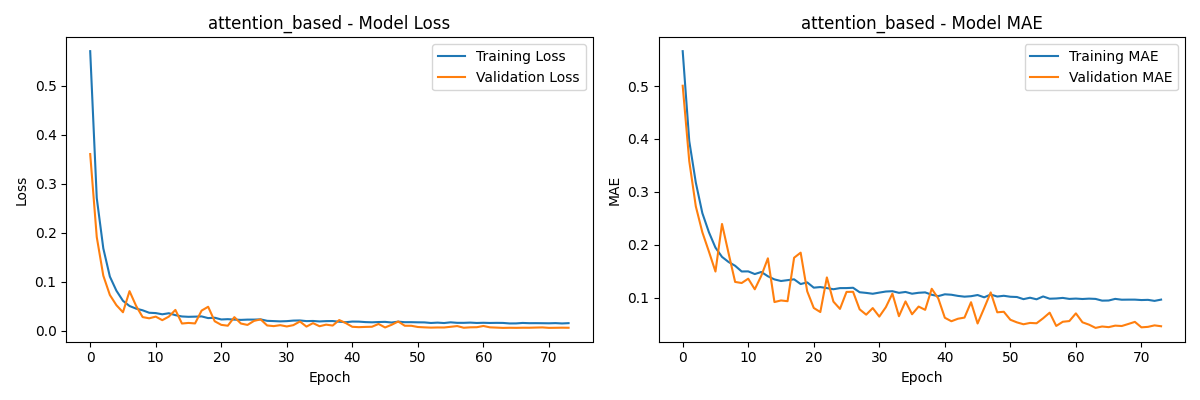 attention_based - Model Loss
Training Loss
Validation Loss
Loss
0.5
0.4
0.3
0.2
0.1
0.0
0 10 20 30 40 50 60 70
Epoch
attention_based - Model MAE
Training MAE
Validation MAE
MAE
0.5
0.4
0.3
0.2
0.1
0 10 20 30 40 50 60 70
Epoch